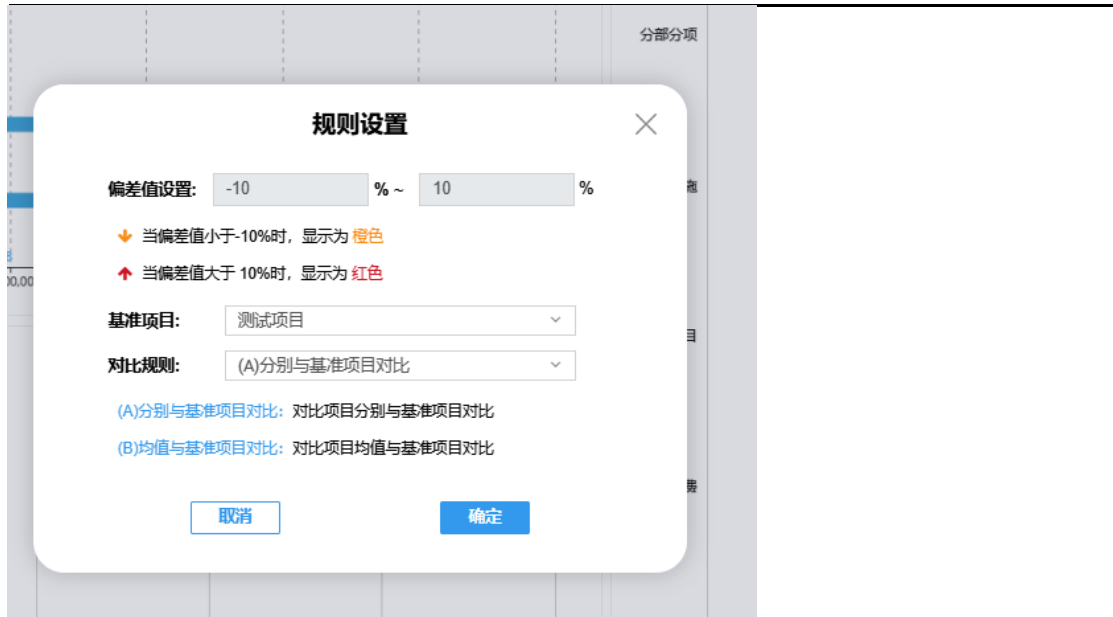 分部分项
规则设置
偏差值设置: -10 % ~ 10 %
施
当偏差值小于-10%时，显示为 橙色
当偏差值大于 10%时，显示为 红色
00,00
基准项目: 测试项目
目
对比规则: (A)分别与基准项目对比
(A)分别与基准项目对比: 对比项目分别与基准项目对比
(B)均值与基准项目对比: 对比项目均值与基准项目对比
费
取消 确定